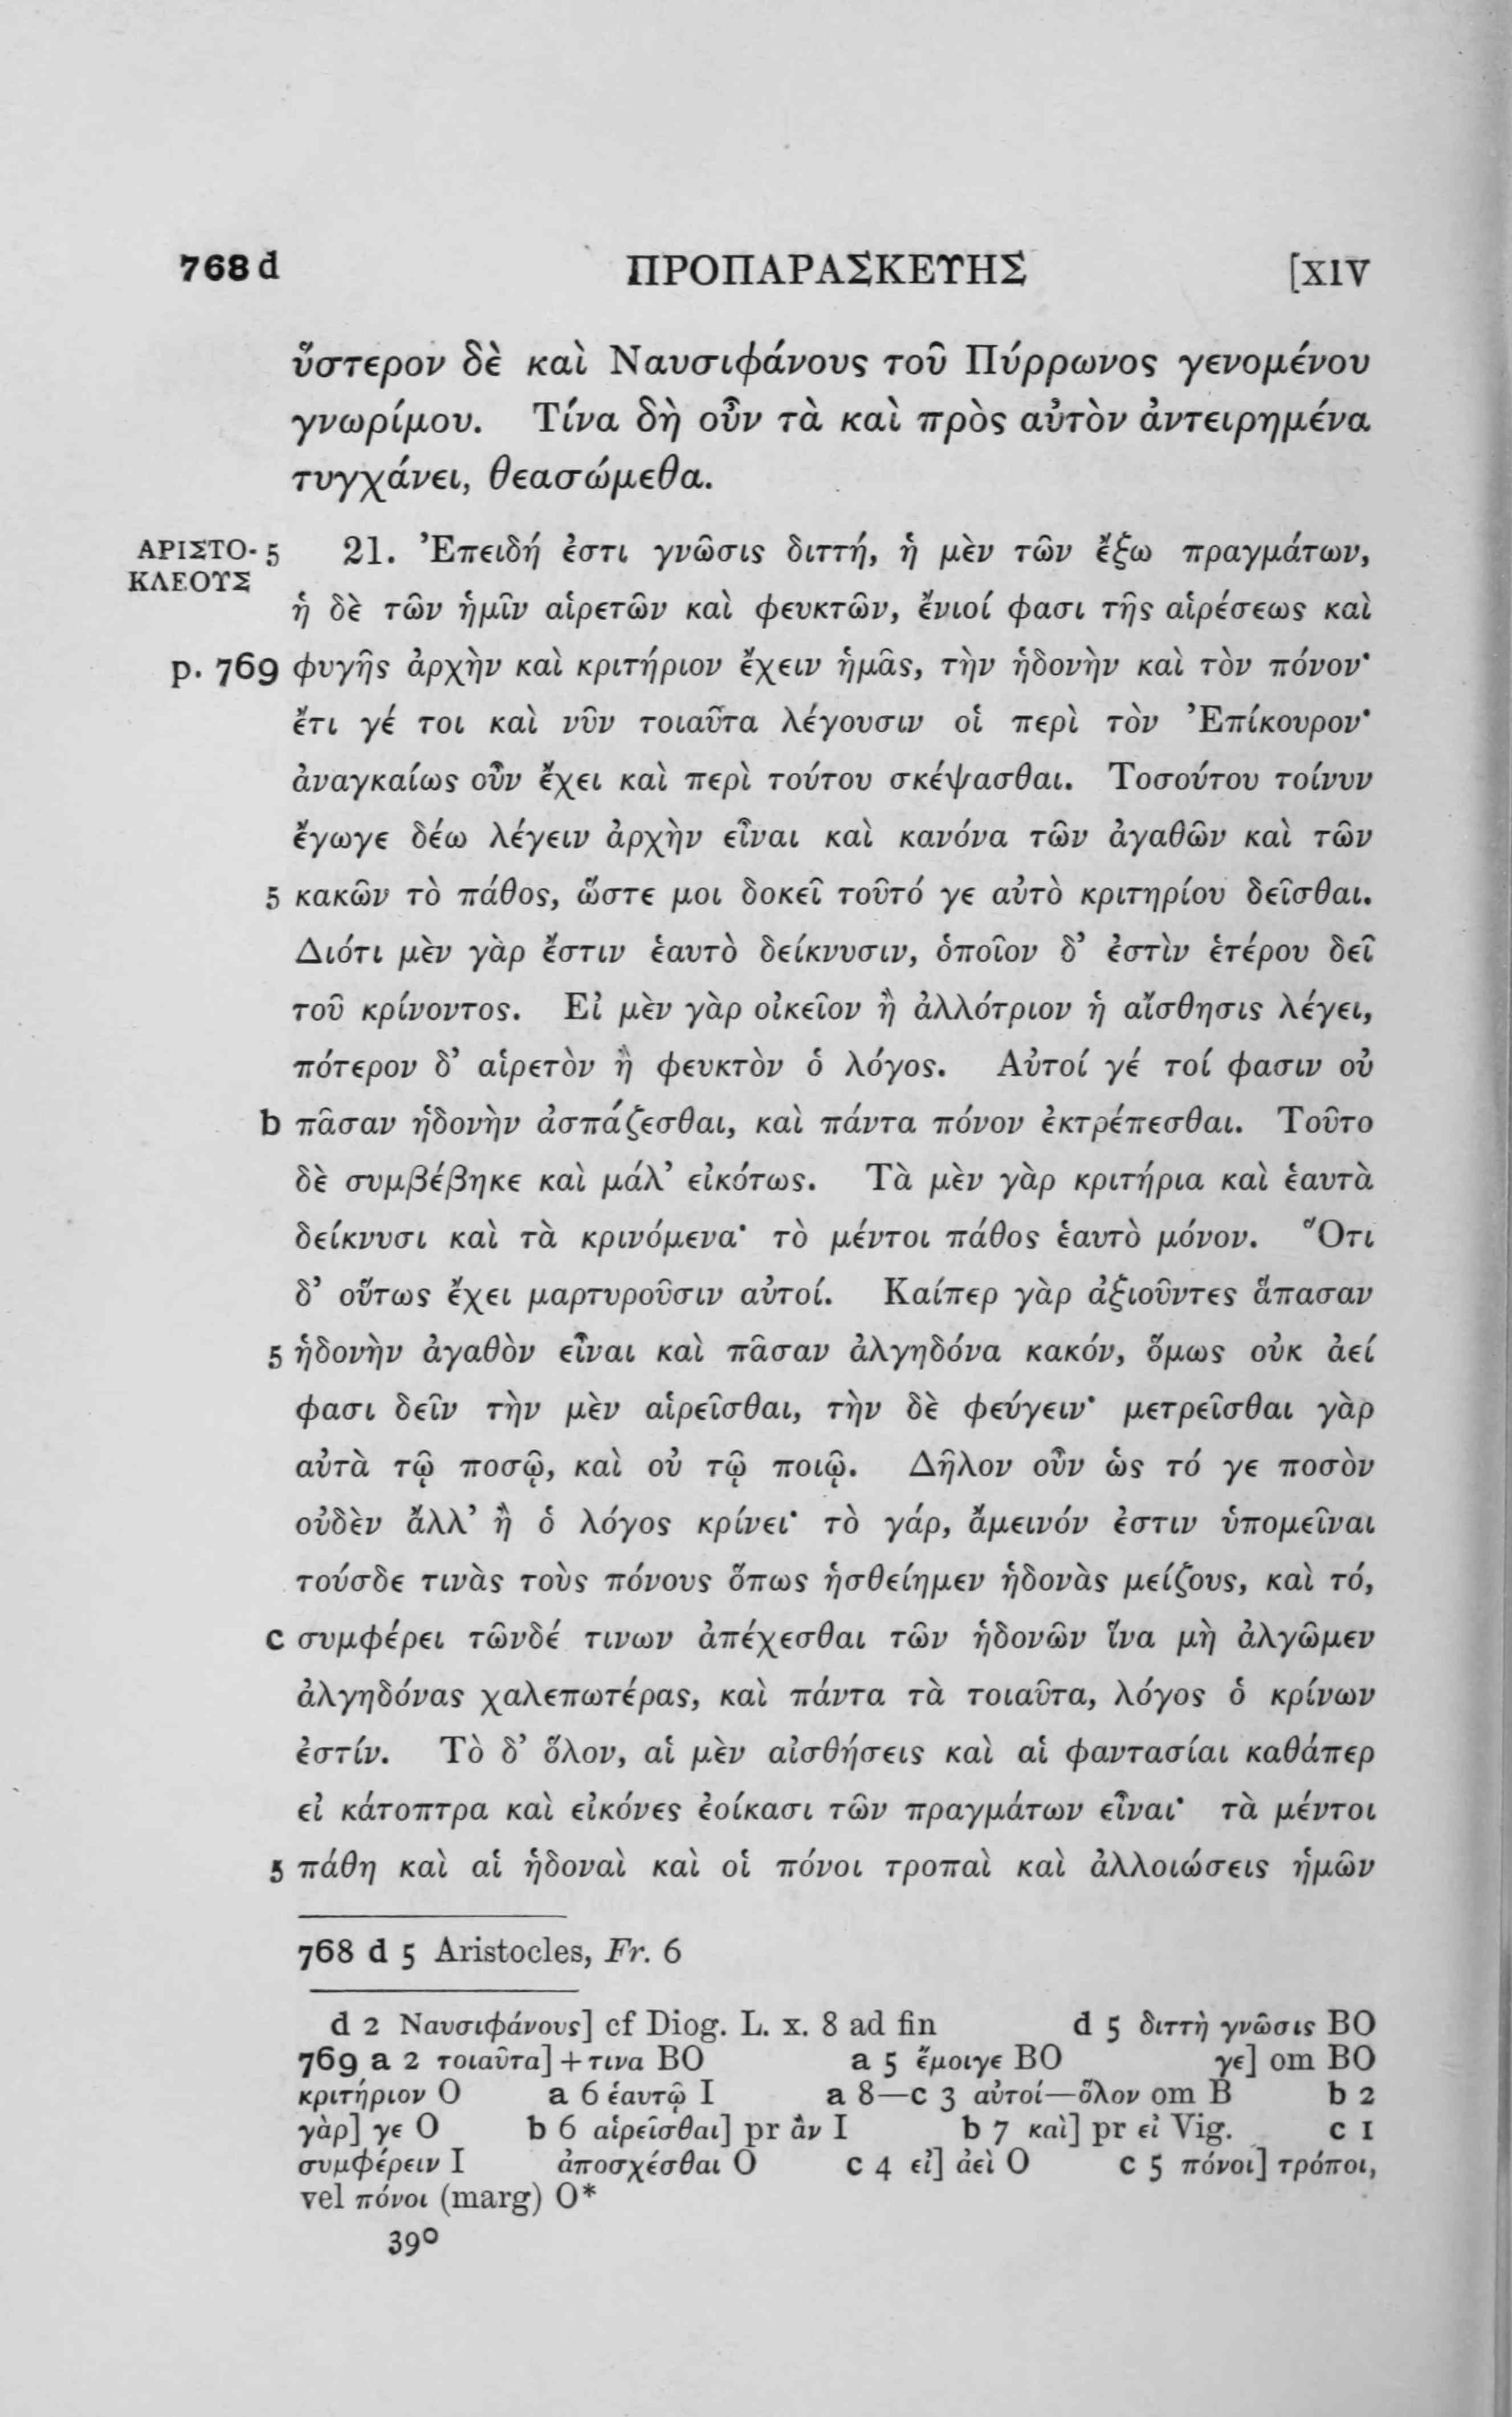 768 d ΠΡΟΠΑΡΑΣΚΕΥΗΣ [XIV
ὕστερον δὲ καὶ Ναυσιφάνους τοῦ Πύρρωνος γενομένου
γνωρίμου. Τίνα δὴ οὖν τὰ καὶ πρὸς αὐτὸν ἀντειρημένα
τυγχάνει, θεασώμεθα.
ΑΡΙΣΤΟ- 5 21. Ἐπειδή ἐστι γνῶσις διττή, ἡ μὲν τῶν ἔξω πραγμάτων,
ΚΛΕΟΥΣ
ἡ δὲ τῶν ἡμῖν αἱρετῶν καὶ φευκτῶν, ἔνιοί φασι τῆς αἱρέσεως καὶ
p. 769 φυγῆς ἀρχὴν καὶ κριτήριον ἔχειν ἡμᾶς, τὴν ἡδονὴν καὶ τὸν πόνον·
ἔτι γέ τοι καὶ νῦν τοιαῦτα λέγουσιν οἱ περὶ τὸν Ἐπίκουρον·
ἀναγκαίως οὖν ἔχει καὶ περὶ τούτου σκέψασθαι. Τοσούτου τοίνυν
ἔγωγε δέω λέγειν ἀρχὴν εἶναι καὶ κανόνα τῶν ἀγαθῶν καὶ τῶν
5 κακῶν τὸ πάθος, ὥστε μοι δοκεῖ τοῦτό γε αὐτὸ κριτηρίου δεῖσθαι.
Διότι μὲν γὰρ ἔστιν ἑαυτὸ δείκνυσιν, ὁποῖον δ’ ἐστὶν ἑτέρου δεῖ
τοῦ κρίνοντος. Εἰ μὲν γὰρ οἰκεῖον ἢ ἀλλότριον ἡ αἴσθησις λέγει,
πότερον δ’ αἱρετὸν ἢ φευκτὸν ὁ λόγος. Αὐτοί γέ τοί φασιν οὐ
b πᾶσαν ἡδονὴν ἀσπάζεσθαι, καὶ πάντα πόνον ἐκτρέπεσθαι. Τοῦτο
δὲ συμβέβηκε καὶ μάλ’ εἰκότως. Τὰ μὲν γὰρ κριτήρια καὶ ἑαυτὰ
δείκνυσι καὶ τὰ κρινόμενα· τὸ μέντοι πάθος ἑαυτὸ μόνον. Ὅτι
δ’ οὕτως ἔχει μαρτυροῦσιν αὐτοί. Καίπερ γὰρ ἀξιοῦντες ἅπασαν
5 ἡδονὴν ἀγαθὸν εἶναι καὶ πᾶσαν ἀλγηδόνα κακόν, ὅμως οὐκ ἀεί
φασι δεῖν τὴν μὲν αἱρεῖσθαι, τὴν δὲ φεύγειν· μετρεῖσθαι γὰρ
αὐτὰ τῷ ποσῷ, καὶ οὐ τῷ ποιῷ. Δῆλον οὖν ὡς τό γε ποσὸν
οὐδὲν ἄλλ’ ἢ ὁ λόγος κρίνει· τὸ γάρ, ἄμεινόν ἐστιν ὑπομεῖναι
τούσδε τινὰς τοὺς πόνους ὅπως ἡσθείημεν ἡδονὰς μείζους, καὶ τό,
c συμφέρει τῶνδέ τινων ἀπέχεσθαι τῶν ἡδονῶν ἵνα μὴ ἀλγῶμεν
ἀλγηδόνας χαλεπωτέρας, καὶ πάντα τὰ τοιαῦτα, λόγος ὁ κρίνων
ἐστίν. Τὸ δ’ ὅλον, αἱ μὲν αἰσθήσεις καὶ αἱ φαντασίαι καθάπερ
εἰ κάτοπτρα καὶ εἰκόνες ἐοίκασι τῶν πραγμάτων εἶναι· τὰ μέντοι
5 πάθη καὶ αἱ ἡδοναὶ καὶ οἱ πόνοι τροπαὶ καὶ ἀλλοιώσεις ἡμῶν
768 d 5 Aristocles, Fr. 6
d 2 Ναυσιφάνους] cf Diog. L. x. 8 ad fin d 5 διττὴ γνῶσις BO
769 a 2 τοιαῦτα] + τινα BO a 5 ἔμοιγε BO γε] om BO
κριτήριον O a 6 ἑαυτῷ I a 8—c 3 αὐτοί—ὅλον om B b 2
γὰρ] γε O b 6 αἱρεῖσθαι] pr ἂν I b 7 καὶ] pr εἰ Vig. c 1
συμφέρειν I ἀποσχέσθαι O c 4 εἰ] ἀεὶ O c 5 πόνοι] τρόποι,
vel πόνοι (marg) O*
390